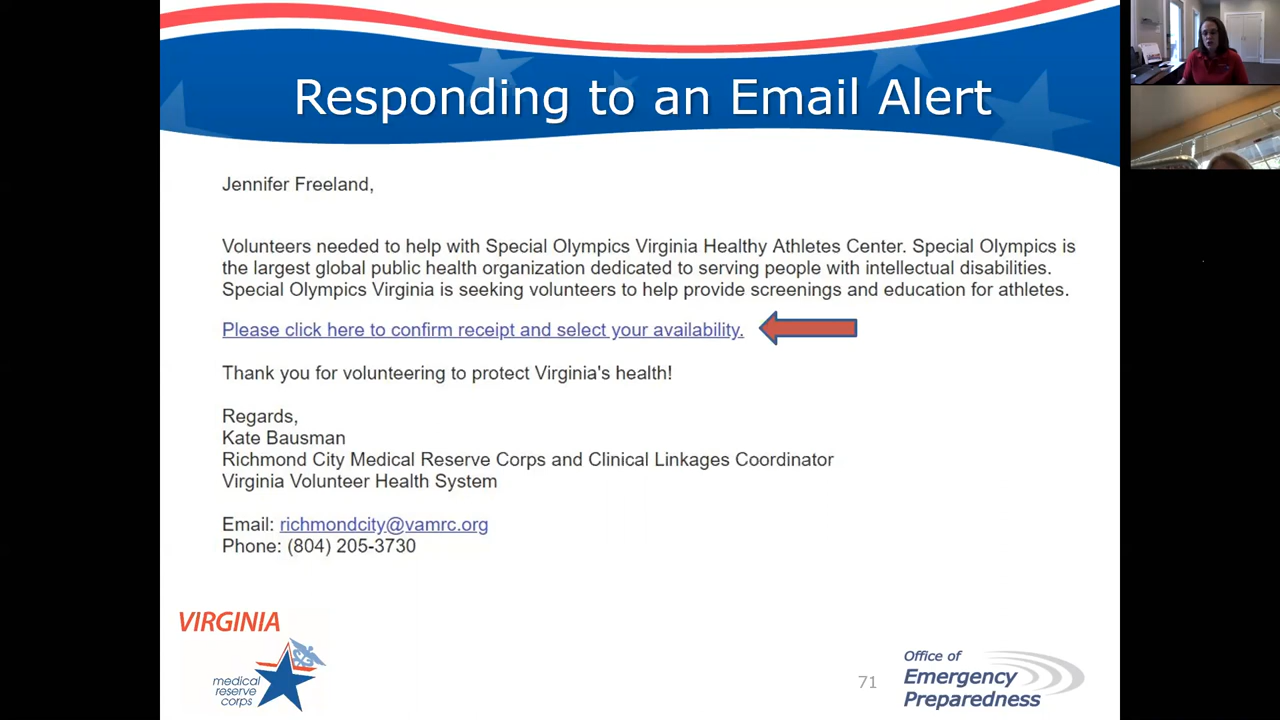 Responding to an Email Alert
Jennifer Freeland,
Volunteers needed to help with Special Olympics Virginia Healthy Athletes Center. Special Olympics is
the largest global public health organization dedicated to serving people with intellectual disabilities.
Special Olympics Virginia is seeking volunteers to help provide screenings and education for athletes.
Please click here to confirm receipt and select your availability.
Thank you for volunteering to protect Virginia's health!
Regards,
Kate Bausman
Richmond City Medical Reserve Corps and Clinical Linkages Coordinator
Virginia Volunteer Health System
Email: richmondcity@vamrc.org
Phone: (804) 205-3730
VIRGINIA
medical
reserve
corps
71
Office of
Emergency
Preparedness